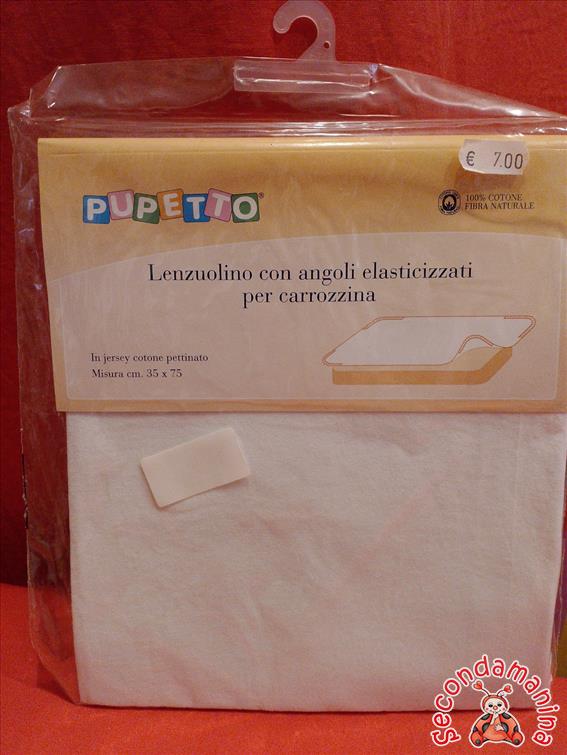 € 7.00
PUPETTO®
100% COTONE
FIBRA NATURALE
Lenzuolino con angoli elasticizzati
per carrozzina
In jersey cotone pettinato
Misura cm. 35 x 75
secondamanina